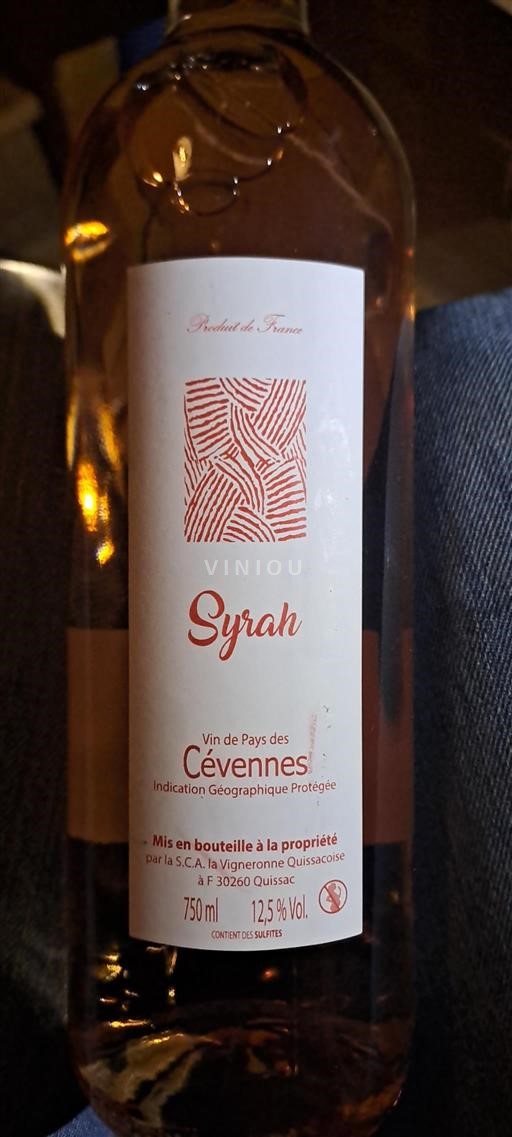 Produit de France
VINIOU
Syrah
Vin de Pays des
Cévennes
Indication Géographique Protégée
Mis en bouteille à la propriété
par la S.C.A. la Vigneronne Quissacoise
à F 30260 Quissac
750 ml 12,5 % Vol.
CONTIENT DES SULFITES